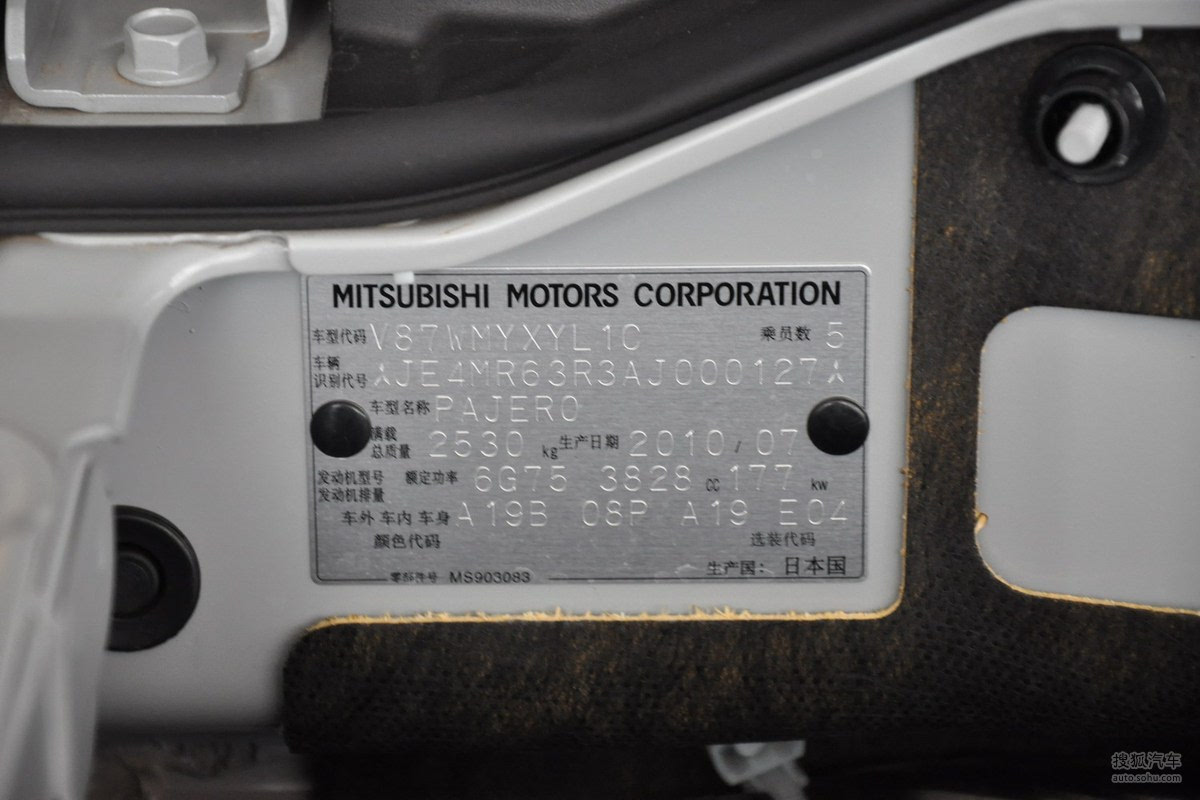 MITSUBISHI MOTORS CORPORATION
车型代码 V87WMYXYL1C 乘员数 5
车辆
识别代号 JE4MR63R3AJ000127
车型名称 PAJERO
满载
总质量 2530 kg 生产日期 2010/07
发动机型号 额定功率 6G75 3828 CC 177 kw
发动机排量
车外 车内 车身 A19B 08P A19 E04
颜色代码 选装代码
生产国: 日本国
零部件号 MS903083
搜狐汽车
auto.sohu.com